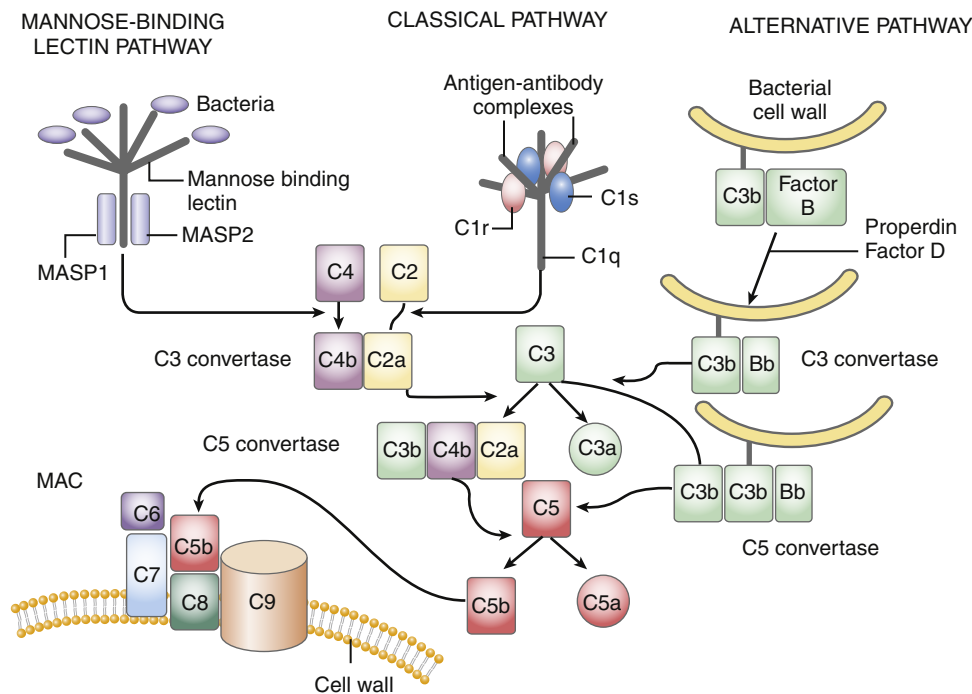 MANNOSE-BINDING
LECTIN PATHWAY
CLASSICAL PATHWAY
ALTERNATIVE PATHWAY
Bacteria
Mannose binding
lectin
MASP2
MASP1
Antigen-antibody
complexes
C1s
C1r
C1q
Bacterial
cell wall
C3b
Factor
B
Properdin
Factor D
C4
C2
C3 convertase
C4b
C2a
C3
C3b
Bb
C3 convertase
C5 convertase
C3b
C4b
C2a
C3a
C3b
C3b
Bb
C5 convertase
MAC
C6
C5b
C7
C8
C9
C5
C5b
C5a
Cell wall